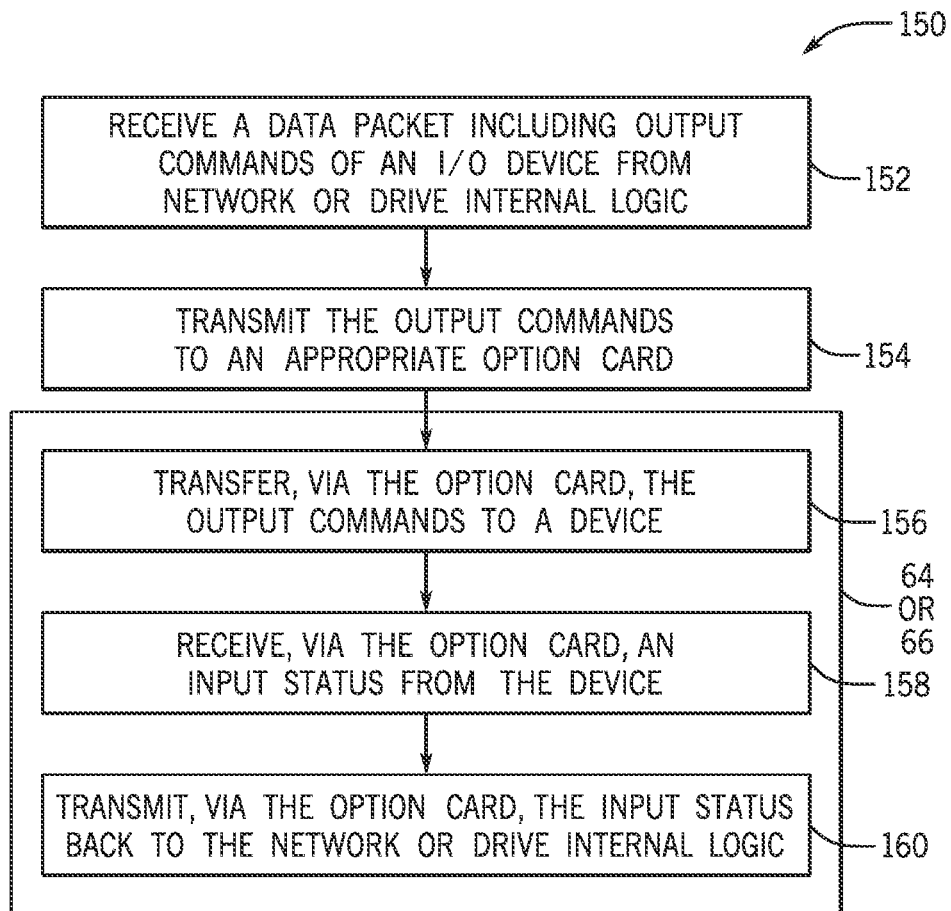 150
RECEIVE A DATA PACKET INCLUDING OUTPUT
COMMANDS OF AN I/O DEVICE FROM
NETWORK OR DRIVE INTERNAL LOGIC
152
TRANSMIT THE OUTPUT COMMANDS
TO AN APPROPRIATE OPTION CARD
154
TRANSFER, VIA THE OPTION CARD, THE
OUTPUT COMMANDS TO A DEVICE
156
64
OR
66
RECEIVE, VIA THE OPTION CARD, AN
INPUT STATUS FROM THE DEVICE
158
TRANSMIT, VIA THE OPTION CARD, THE INPUT STATUS
BACK TO THE NETWORK OR DRIVE INTERNAL LOGIC
160